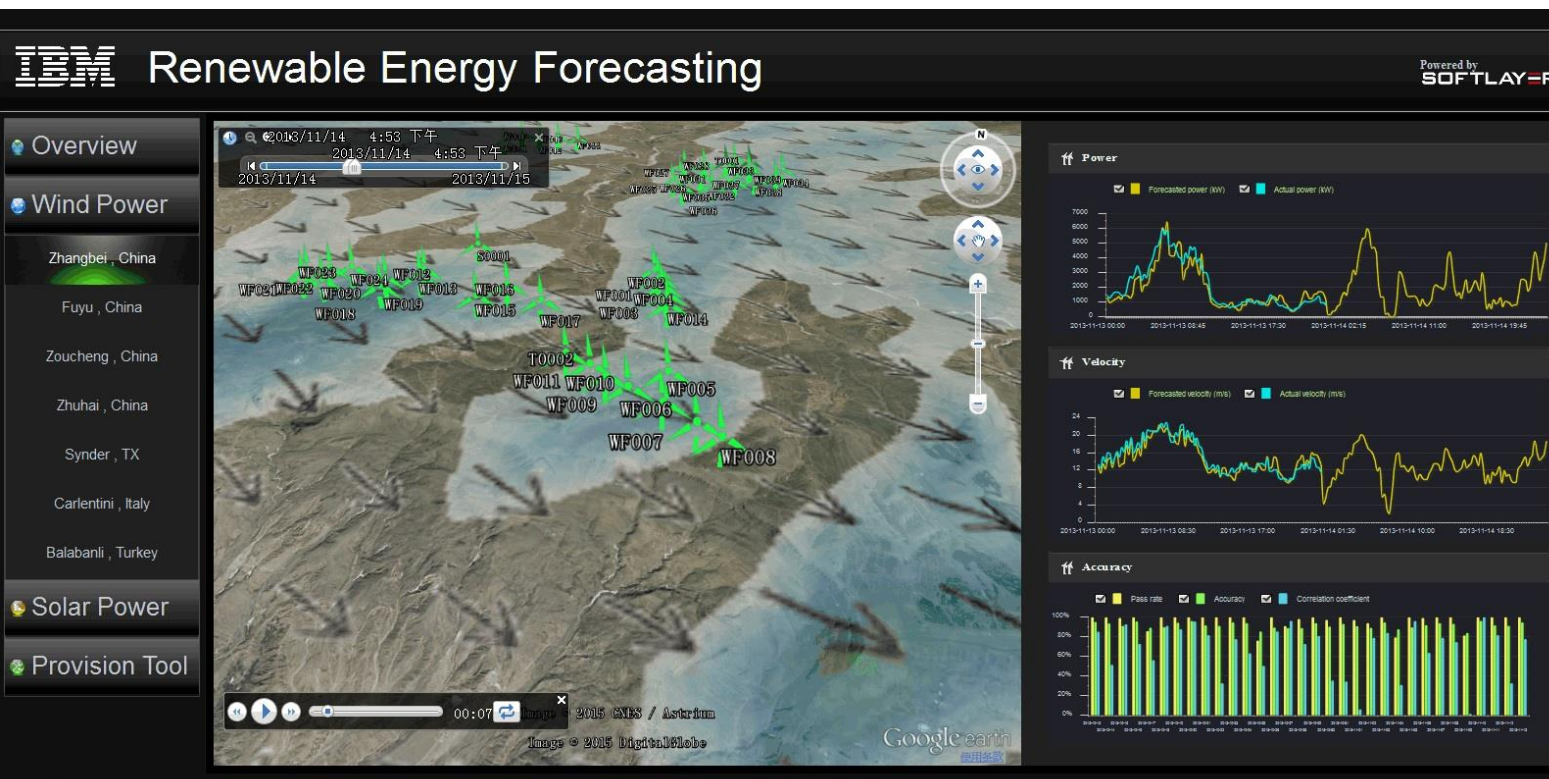 IBM Renewable Energy Forecasting
Powered by
SOFTLAYER
Overview
Wind Power
Zhangbei , China
Fuyu , China
Zoucheng , China
Zhuhai , China
Synder , TX
Carlentini , Italy
Balabanli , Turkey
Solar Power
Provision Tool
2013/11/14 4:53 下午
2013/11/14 4:53 下午
2013/11/14 2013/11/15
N
S0001
WF023 WF024 WF012
WF021 WF022 WF020 WF019 WF013 WF016
WF018 WF015 WF017
WF002
WF001 WF004
WF003 WF014
T0002
WF011 WF010 WF005
WF009 WF006
WF007
WF008
00:07
Image © 2015 CNES / Astrium
Image © 2015 DigitalGlobe
Google earth
使用条款
Power
Forecasted power (kW) Actual power (kW)
7000
6000
5000
4000
3000
2000
1000
0
2013-11-13 00:00 2013-11-13 08:45 2013-11-13 17:30 2013-11-14 02:15 2013-11-14 11:00 2013-11-14 19:45
Velocity
Forecasted velocity (m/s) Actual velocity (m/s)
24
20
16
12
8
4
0
2013-11-13 00:00 2013-11-13 08:30 2013-11-13 17:00 2013-11-14 01:30 2013-11-14 10:00 2013-11-14 18:30
Accuracy
Pass rate Accuracy Correlation coefficient
100%
80%
60%
40%
20%
0%